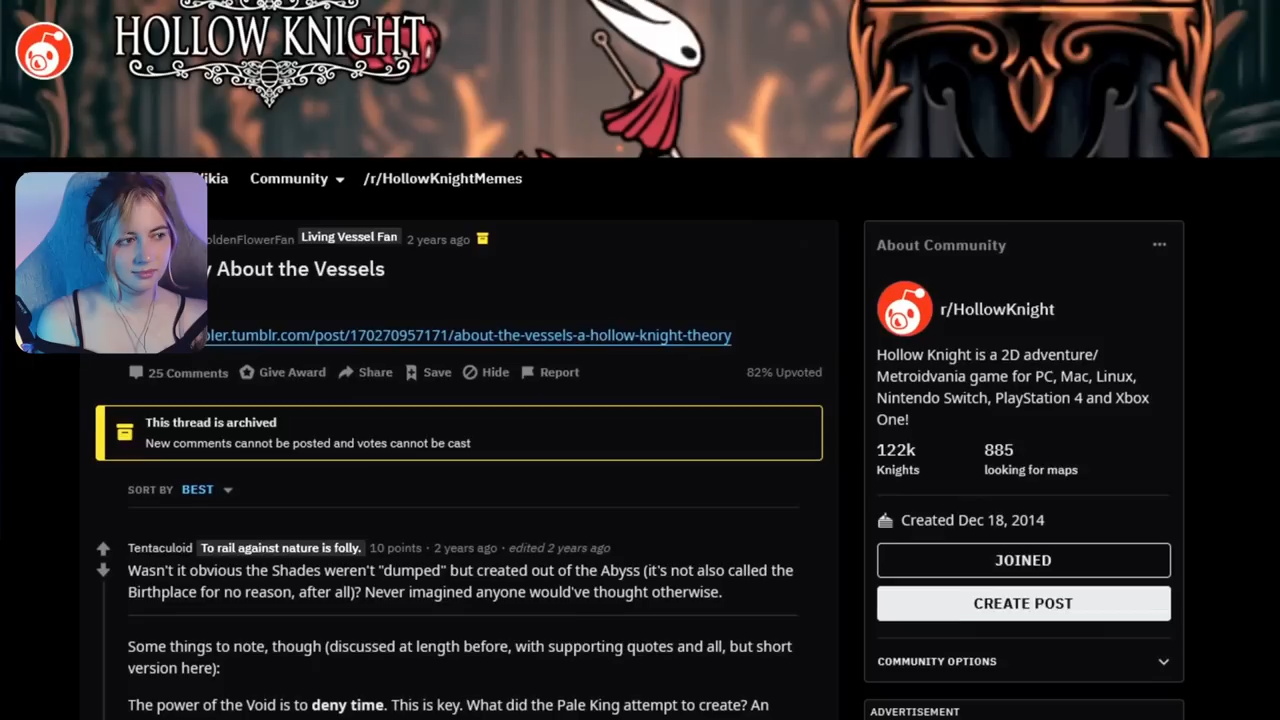 HOLLOW KNIGHT
Wikia Community /r/HollowKnightMemes
oldenFlowerFan Living Vessel Fan 2 years ago
y About the Vessels
oler.tumblr.com/post/170270957171/about-the-vessels-a-hollow-knight-theory
25 Comments Give Award Share Save Hide Report 82% Upvoted
This thread is archived
New comments cannot be posted and votes cannot be cast
SORT BY BEST
Tentaculoid To rail against nature is folly. 10 points · 2 years ago · edited 2 years ago
Wasn't it obvious the Shades weren't "dumped" but created out of the Abyss (it's not also called the
Birthplace for no reason, after all)? Never imagined anyone would've thought otherwise.
Some things to note, though (discussed at length before, with supporting quotes and all, but short
version here):
The power of the Void is to deny time. This is key. What did the Pale King attempt to create? An
About Community
r/HollowKnight
Hollow Knight is a 2D adventure/
Metroidvania game for PC, Mac, Linux,
Nintendo Switch, PlayStation 4 and Xbox
One!
122k 885
Knights looking for maps
Created Dec 18, 2014
JOINED
CREATE POST
COMMUNITY OPTIONS
ADVERTISEMENT